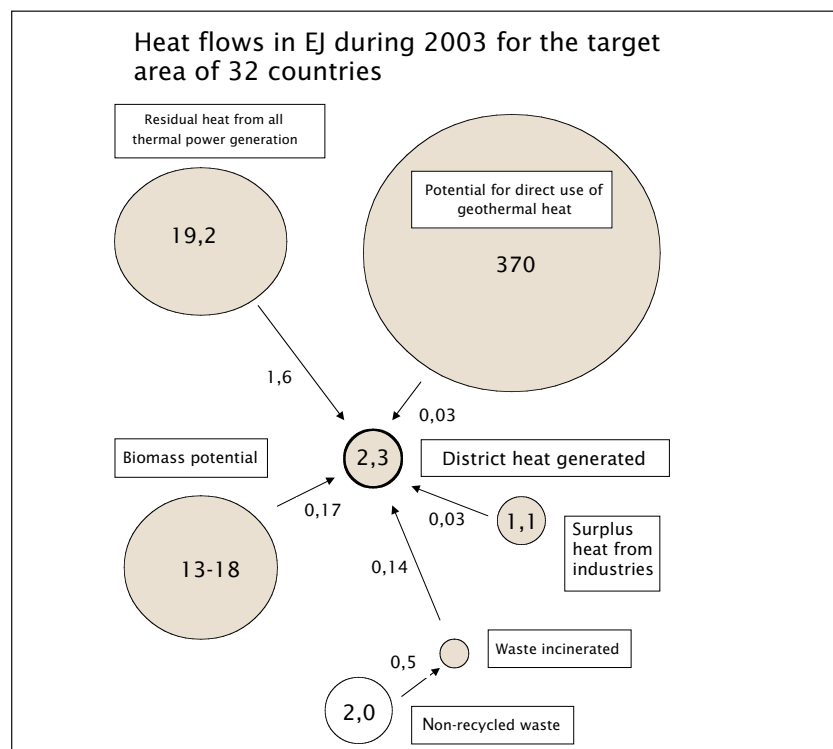 Heat flows in EJ during 2003 for the target
area of 32 countries
Residual heat from all
thermal power generation
19,2
Potential for direct use of
geothermal heat
370
1,6
0,03
Biomass potential
2,3
District heat generated
0,17
13-18
0,03
1,1
Surplus
heat from
industries
0,14
Waste incinerated
0,5
2,0
Non-recycled waste